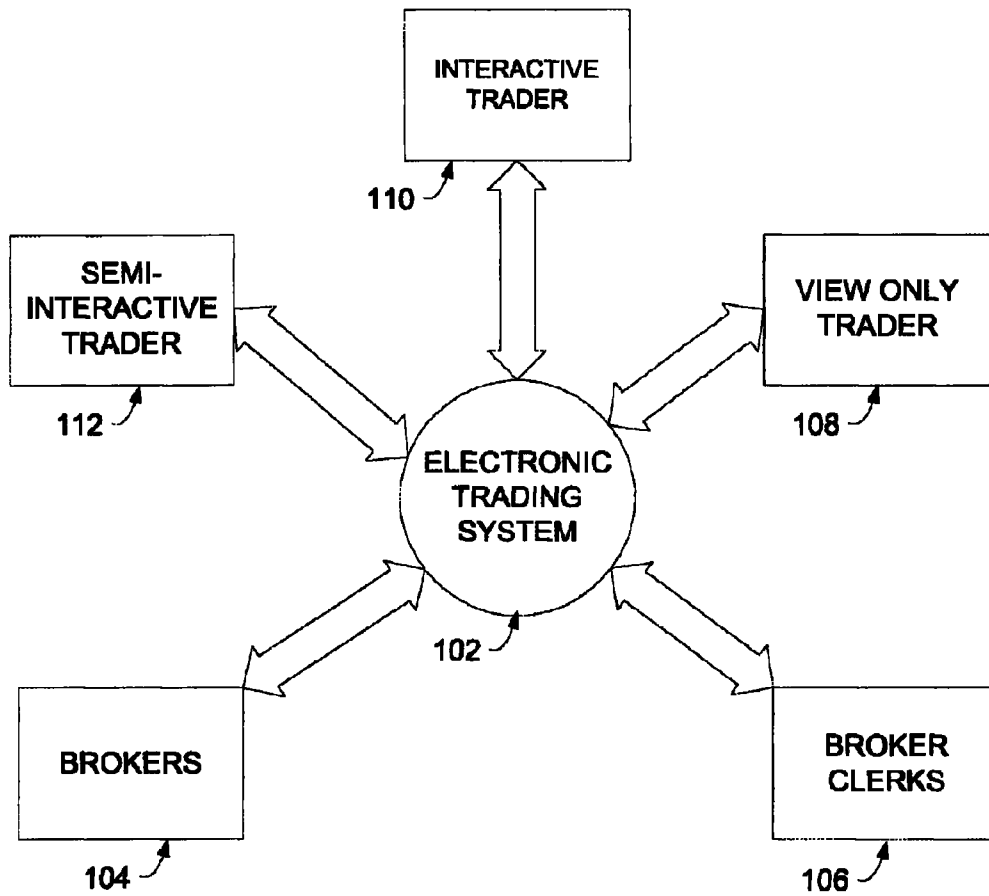 INTERACTIVE
TRADER
110
SEMI-
INTERACTIVE
TRADER
112
VIEW ONLY
TRADER
108
ELECTRONIC
TRADING
SYSTEM
102
BROKERS
104
BROKER
CLERKS
106